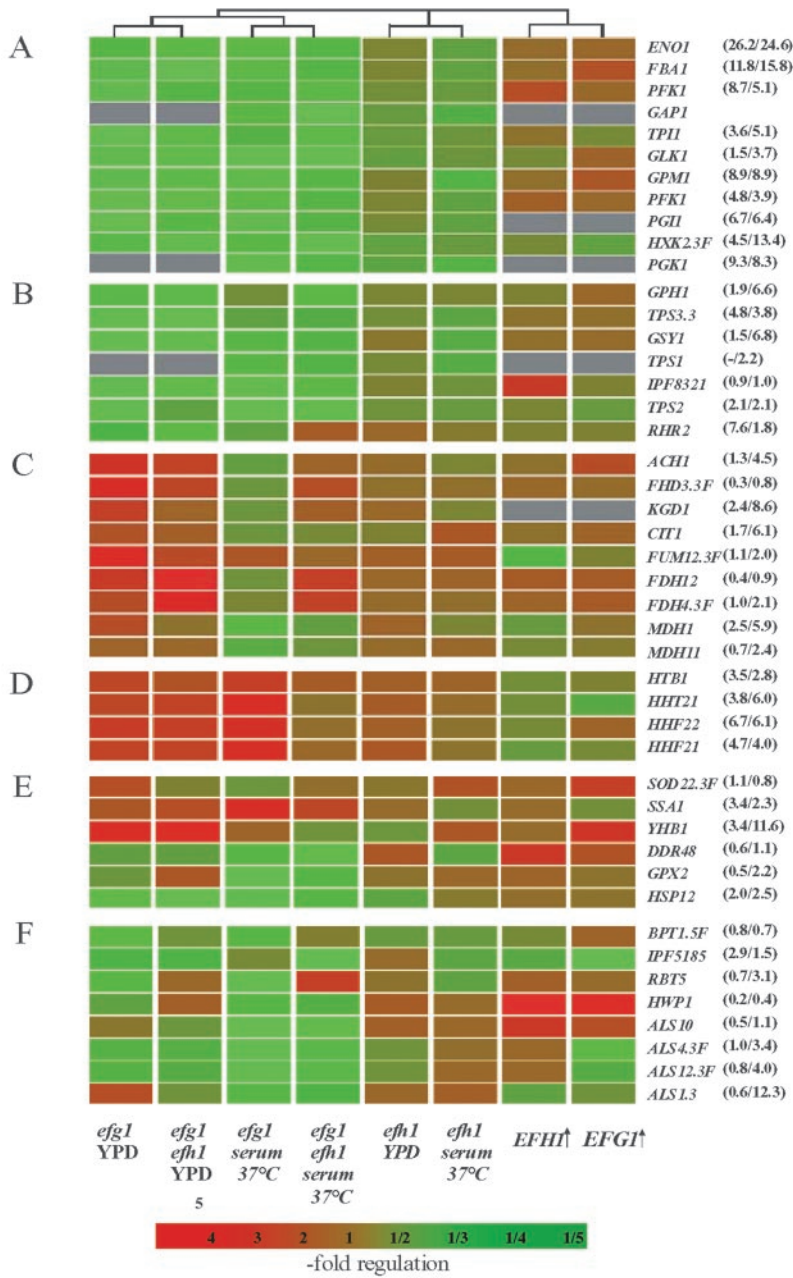 A
ENO1 (26.2/24.6)
FBA1 (11.8/15.8)
PFK1 (8.7/5.1)
GAP1
TPI1 (3.6/5.1)
GLK1 (1.5/3.7)
GPM1 (8.9/8.9)
PFK1 (4.8/3.9)
PGI1 (6.7/6.4)
HXK2.3F (4.5/13.4)
PGK1 (9.3/8.3)
B
GPH1 (1.9/6.6)
TPS3.3 (4.8/3.8)
GSY1 (1.5/6.8)
TPS1 (-/2.2)
IPF8321 (0.9/1.0)
TPS2 (2.1/2.1)
RHR2 (7.6/1.8)
C
ACH1 (1.3/4.5)
FHD3.3F (0.3/0.8)
KGD1 (2.4/8.6)
CIT1 (1.7/6.1)
FUM12.3F (1.1/2.0)
FDH12 (0.4/0.9)
FDH4.3F (1.0/2.1)
MDH1 (2.5/5.9)
MDH11 (0.7/2.4)
D
HTB1 (3.5/2.8)
HHT21 (3.8/6.0)
HHF22 (6.7/6.1)
HHF21 (4.7/4.0)
E
SOD22.3F (1.1/0.8)
SSA1 (3.4/2.3)
YHB1 (3.4/11.6)
DDR48 (0.6/1.1)
GPX2 (0.5/2.2)
HSP12 (2.0/2.5)
F
BPT1.5F (0.8/0.7)
IPF5185 (2.9/1.5)
RBT5 (0.7/3.1)
HWP1 (0.2/0.4)
ALS10 (0.5/1.1)
ALS4.3F (1.0/3.4)
ALS12.3F (0.8/4.0)
ALS1.3 (0.6/12.3)
efg1
YPD
efg1
efh1
YPD
5
efg1
serum
37°C
efg1
efh1
serum
37°C
efh1
YPD
efh1
serum
37°C
EFH1↑
EFG1↑
4 3 2 1 1/2 1/3 1/4 1/5
-fold regulation